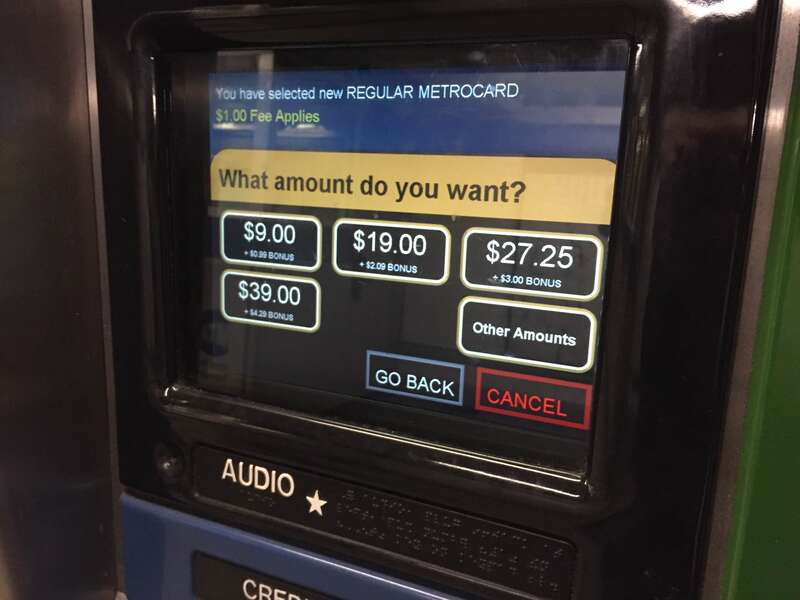 You have selected new REGULAR METROCARD
$1.00 Fee Applies
What amount do you want?
$9.00
+ $0.99 BONUS
$19.00
+ $2.09 BONUS
$27.25
+ $3.00 BONUS
$39.00
+ $4.29 BONUS
Other Amounts
GO BACK
CANCEL
AUDIO